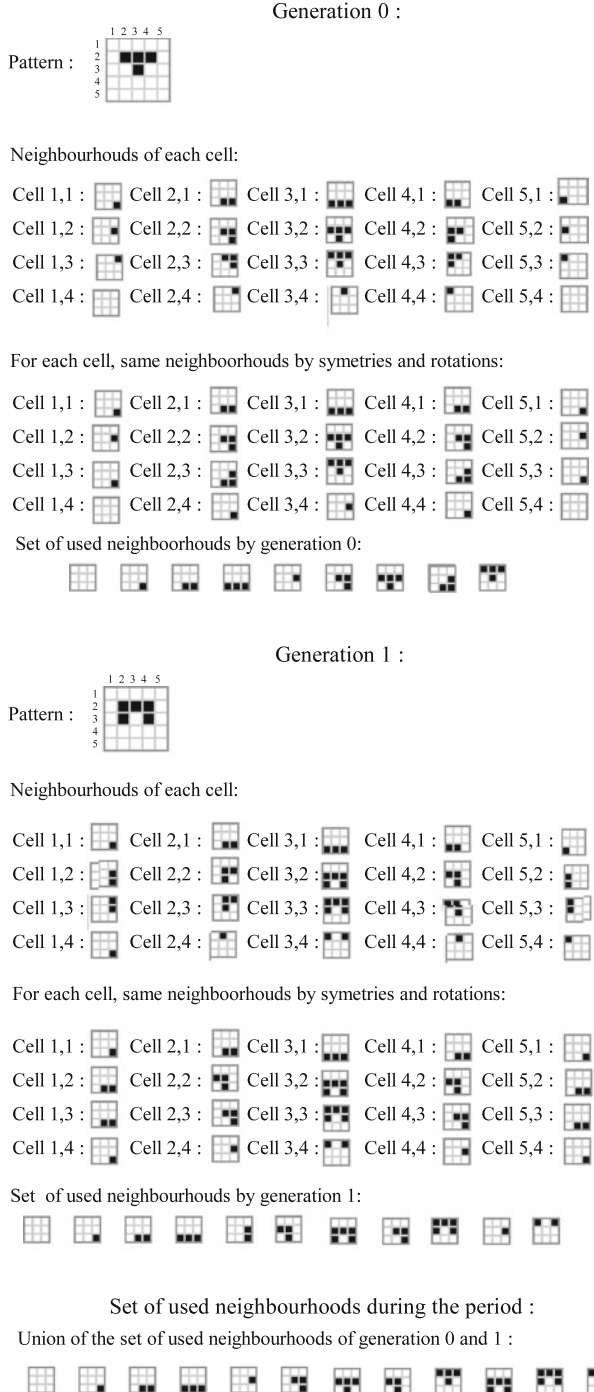 Generation 0 :
1 2 3 4 5
1
2
3
4
5
Pattern :
Neighbourhouds of each cell:
Cell 1,1 : Cell 2,1 : Cell 3,1 : Cell 4,1 : Cell 5,1 :
Cell 1,2 : Cell 2,2 : Cell 3,2 : Cell 4,2 : Cell 5,2 :
Cell 1,3 : Cell 2,3 : Cell 3,3 : Cell 4,3 : Cell 5,3 :
Cell 1,4 : Cell 2,4 : Cell 3,4 : Cell 4,4 : Cell 5,4 :
For each cell, same neighboorhouds by symetries and rotations:
Cell 1,1 : Cell 2,1 : Cell 3,1 : Cell 4,1 : Cell 5,1 :
Cell 1,2 : Cell 2,2 : Cell 3,2 : Cell 4,2 : Cell 5,2 :
Cell 1,3 : Cell 2,3 : Cell 3,3 : Cell 4,3 : Cell 5,3 :
Cell 1,4 : Cell 2,4 : Cell 3,4 : Cell 4,4 : Cell 5,4 :
Set of used neighboorhouds by generation 0:
Generation 1 :
1 2 3 4 5
1
2
3
4
5
Pattern :
Neighbourhouds of each cell:
Cell 1,1 : Cell 2,1 : Cell 3,1 : Cell 4,1 : Cell 5,1 :
Cell 1,2 : Cell 2,2 : Cell 3,2 : Cell 4,2 : Cell 5,2 :
Cell 1,3 : Cell 2,3 : Cell 3,3 : Cell 4,3 : Cell 5,3 :
Cell 1,4 : Cell 2,4 : Cell 3,4 : Cell 4,4 : Cell 5,4 :
For each cell, same neighboorhouds by symetries and rotations:
Cell 1,1 : Cell 2,1 : Cell 3,1 : Cell 4,1 : Cell 5,1 :
Cell 1,2 : Cell 2,2 : Cell 3,2 : Cell 4,2 : Cell 5,2 :
Cell 1,3 : Cell 2,3 : Cell 3,3 : Cell 4,3 : Cell 5,3 :
Cell 1,4 : Cell 2,4 : Cell 3,4 : Cell 4,4 : Cell 5,4 :
Set of used neighbourhouds by generation 1:
Set of used neighbourhoods during the period :
Union of the set of used neighbourhoods of generation 0 and 1 :